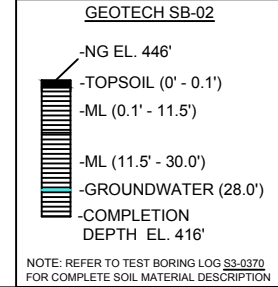 GEOTECH SB-02
-NG EL. 446'
-TOPSOIL (0' - 0.1')
-ML (0.1' - 11.5')
-ML (11.5' - 30.0')
-GROUNDWATER (28.0')
-COMPLETION
DEPTH EL. 416'
NOTE: REFER TO TEST BORING LOG S3-0370
FOR COMPLETE SOIL MATERIAL DESCRIPTION